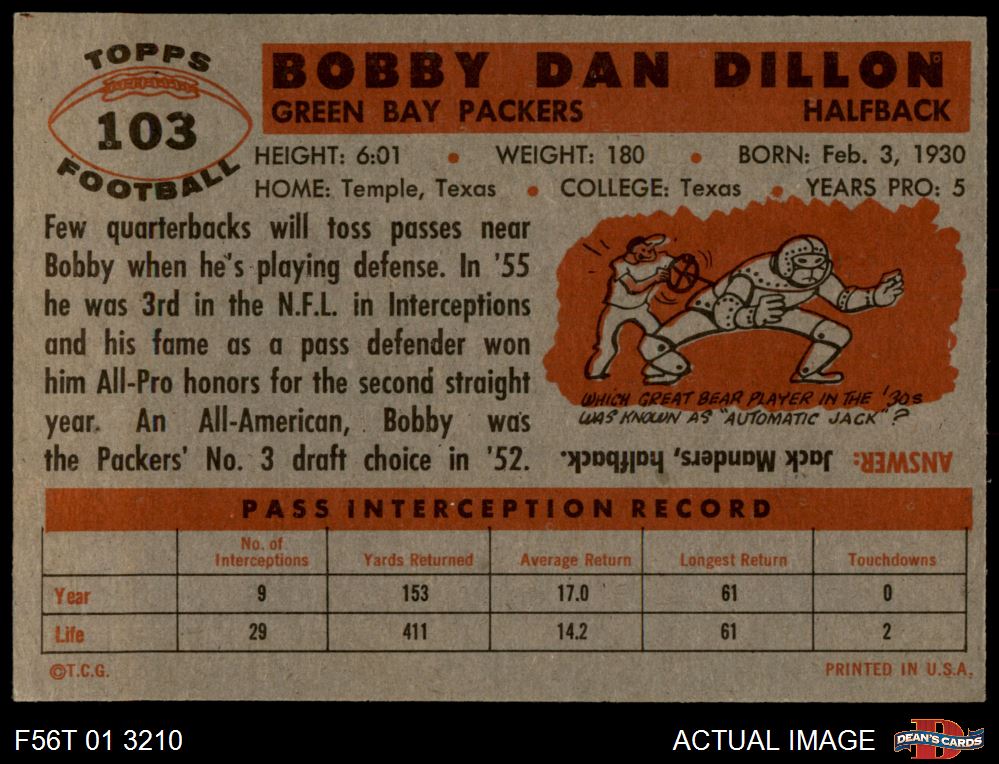 TOPPS
103
FOOTBALL
BOBBY DAN DILLON
GREEN BAY PACKERS HALFBACK
HEIGHT: 6:01 • WEIGHT: 180 • BORN: Feb. 3, 1930
HOME: Temple, Texas • COLLEGE: Texas • YEARS PRO: 5
Few quarterbacks will toss passes near
Bobby when he's playing defense. In '55
he was 3rd in the N.F.L. in Interceptions
and his fame as a pass defender won
him All-Pro honors for the second straight
year. An All-American, Bobby was
the Packers' No. 3 draft choice in '52.
WHICH GREAT BEAR PLAYER IN THE '30s
WAS KNOWN AS "AUTOMATIC JACK"?
ANSWER: Jack Manders, halfback.
PASS INTERCEPTION RECORD
No. of
Interceptions Yards Returned Average Return Longest Return Touchdowns
Year 9 153 17.0 61 0
Life 29 411 14.2 61 2
©T.C.G. PRINTED IN U.S.A.
F56T 01 3210 ACTUAL IMAGE DEAN'S CARDS